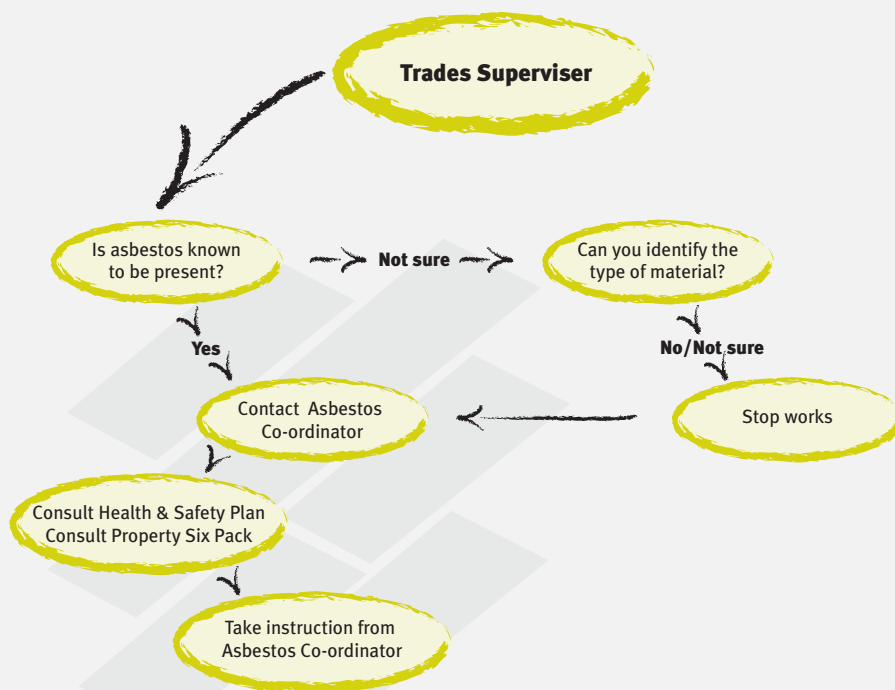 Trades Superviser
Is asbestos known
to be present?
Not sure
Can you identify the
type of material?
Yes
No/Not sure
Contact Asbestos
Co-ordinator
Stop works
Consult Health & Safety Plan
Consult Property Six Pack
Take instruction from
Asbestos Co-ordinator